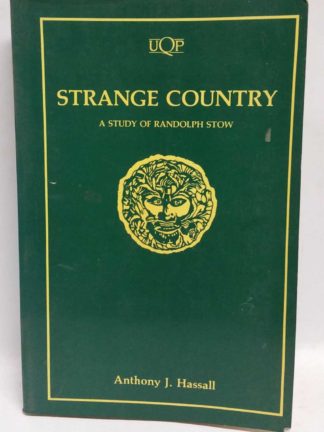 UQP
STRANGE COUNTRY
A STUDY OF RANDOLPH STOW
Anthony J. Hassall